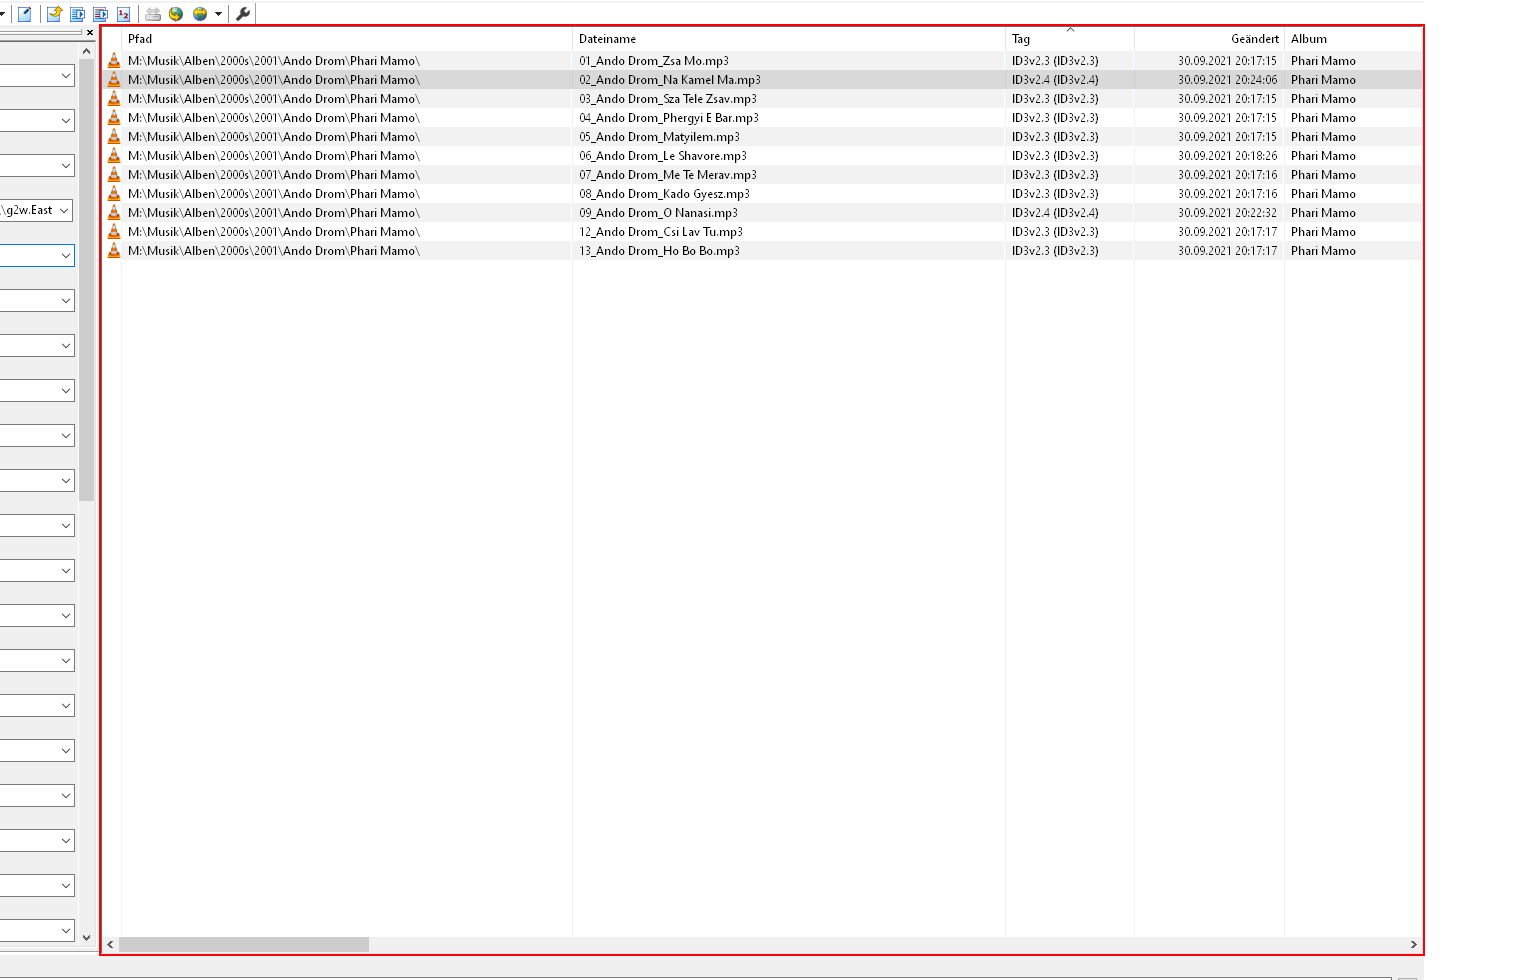 Pfad Dateiname Tag Geändert Album
M:\Musik\Alben\2000s\2001\Ando Drom\Phari Mamo\ 01_Ando Drom_Zsa Mo.mp3 ID3v2.3 (ID3v2.3) 30.09.2021 20:17:15 Phari Mamo
M:\Musik\Alben\2000s\2001\Ando Drom\Phari Mamo\ 02_Ando Drom_Na Kamel Ma.mp3 ID3v2.4 (ID3v2.4) 30.09.2021 20:24:06 Phari Mamo
M:\Musik\Alben\2000s\2001\Ando Drom\Phari Mamo\ 03_Ando Drom_Sza Tele Zsav.mp3 ID3v2.3 (ID3v2.3) 30.09.2021 20:17:15 Phari Mamo
M:\Musik\Alben\2000s\2001\Ando Drom\Phari Mamo\ 04_Ando Drom_Phergyi E Bar.mp3 ID3v2.3 (ID3v2.3) 30.09.2021 20:17:15 Phari Mamo
M:\Musik\Alben\2000s\2001\Ando Drom\Phari Mamo\ 05_Ando Drom_Matyilem.mp3 ID3v2.3 (ID3v2.3) 30.09.2021 20:17:15 Phari Mamo
M:\Musik\Alben\2000s\2001\Ando Drom\Phari Mamo\ 06_Ando Drom_Le Shavore.mp3 ID3v2.3 (ID3v2.3) 30.09.2021 20:18:26 Phari Mamo
M:\Musik\Alben\2000s\2001\Ando Drom\Phari Mamo\ 07_Ando Drom_Me Te Merav.mp3 ID3v2.3 (ID3v2.3) 30.09.2021 20:17:16 Phari Mamo
M:\Musik\Alben\2000s\2001\Ando Drom\Phari Mamo\ 08_Ando Drom_Kado Gyesz.mp3 ID3v2.3 (ID3v2.3) 30.09.2021 20:17:16 Phari Mamo
\g2w.East M:\Musik\Alben\2000s\2001\Ando Drom\Phari Mamo\ 09_Ando Drom_O Nanasi.mp3 ID3v2.4 (ID3v2.4) 30.09.2021 20:22:32 Phari Mamo
M:\Musik\Alben\2000s\2001\Ando Drom\Phari Mamo\ 12_Ando Drom_Csi Lav Tu.mp3 ID3v2.3 (ID3v2.3) 30.09.2021 20:17:17 Phari Mamo
M:\Musik\Alben\2000s\2001\Ando Drom\Phari Mamo\ 13_Ando Drom_Ho Bo Bo.mp3 ID3v2.3 (ID3v2.3) 30.09.2021 20:17:17 Phari Mamo